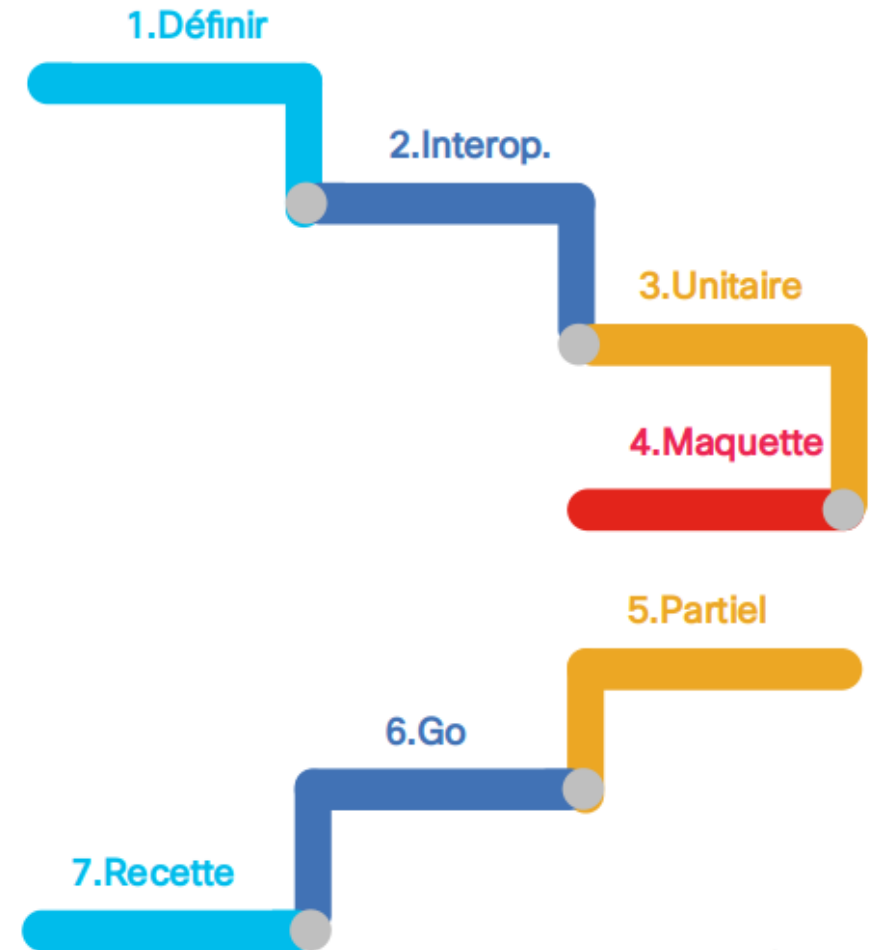 1.Définir
2.Interop.
3.Unitaire
4.Maquette
5.Partiel
6.Go
7.Recette